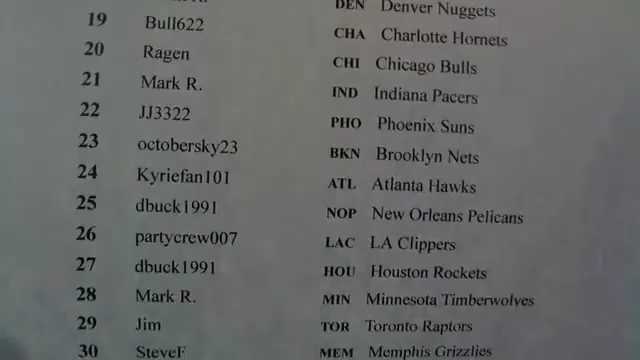 DEN Denver Nuggets
19 Bull622 CHA Charlotte Hornets
20 Ragen CHI Chicago Bulls
21 Mark R. IND Indiana Pacers
22 JJ3322 PHO Phoenix Suns
23 octobersky23 BKN Brooklyn Nets
24 Kyriefan101 ATL Atlanta Hawks
25 dbuck1991 NOP New Orleans Pelicans
26 partycrew007 LAC LA Clippers
27 dbuck1991 HOU Houston Rockets
28 Mark R. MIN Minnesota Timberwolves
29 Jim TOR Toronto Raptors
30 SteveF MEM Memphis Grizzlies